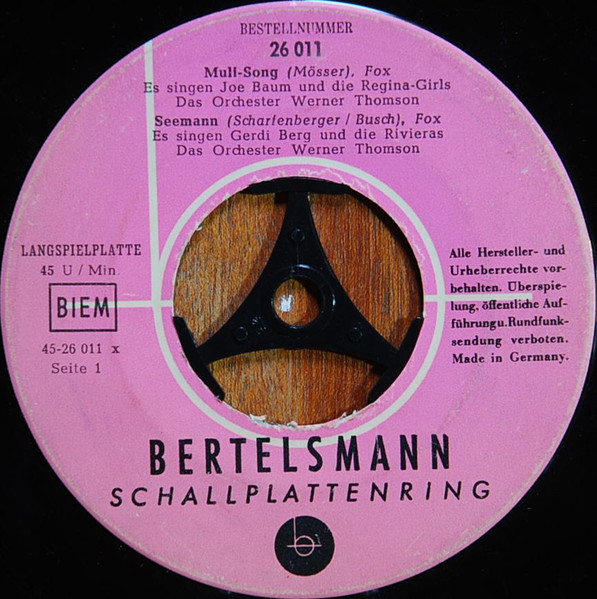 BESTELLNUMMER
26 011
Muli-Song (Mösser), Fox
Es singen Joe Baum und die Regina-Girls
Das Orchester Werner Thomson
Seemann (Scharfenberger / Busch), Fox
Es singen Gerdi Berg und die Rivieras
Das Orchester Werner Thomson
LANGSPIELPLATTE
45 U / Min.
BIEM
45-26 011 x
Seite 1
Alle Hersteller- und
Urheberrechte vor-
behalten. Überspie-
lung, öffentliche Auf-
führungu.Rundfunk-
sendung verboten.
Made in Germany.
BERTELSMANN
SCHALLPLATTENRING
b